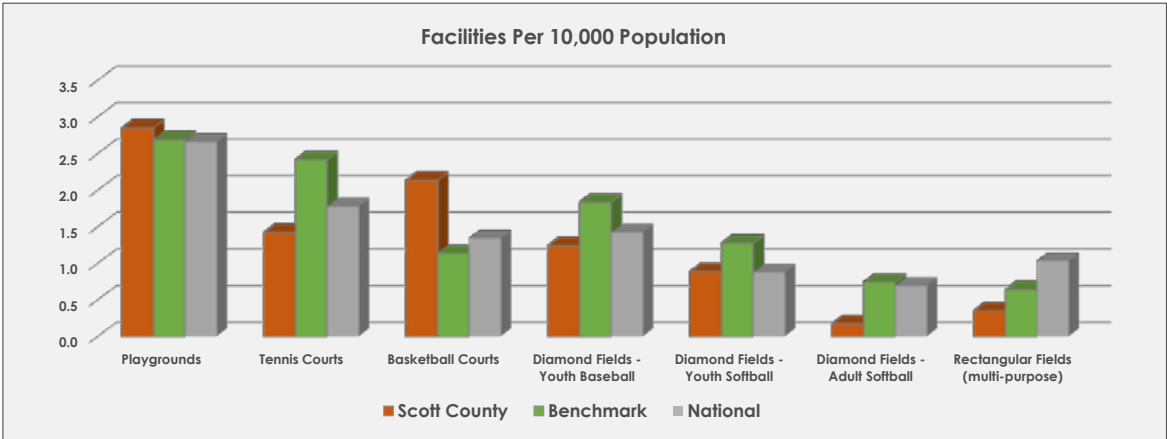 Facilities Per 10,000 Population
3.5
3.0
2.5
2.0
1.5
1.0
0.5
0.0
Playgrounds
Tennis Courts
Basketball Courts
Diamond Fields -
Youth Baseball
Diamond Fields -
Youth Softball
Diamond Fields -
Adult Softball
Rectangular Fields
(multi-purpose)
Scott County
Benchmark
National